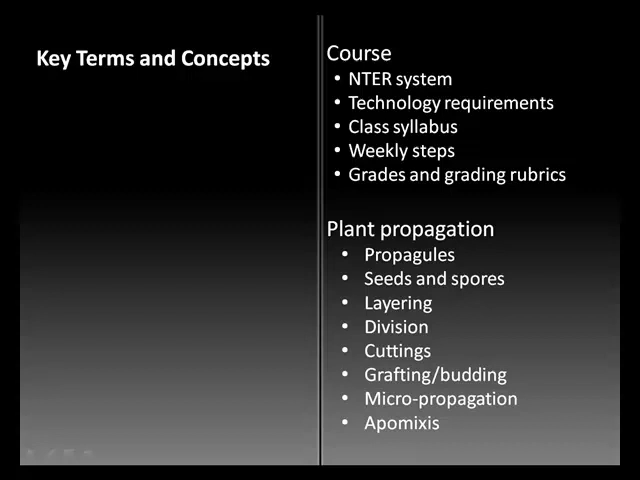 Key Terms and Concepts
Course
• NTER system
• Technology requirements
• Class syllabus
• Weekly steps
• Grades and grading rubrics
Plant propagation
• Propagules
• Seeds and spores
• Layering
• Division
• Cuttings
• Grafting/budding
• Micro-propagation
• Apomixis